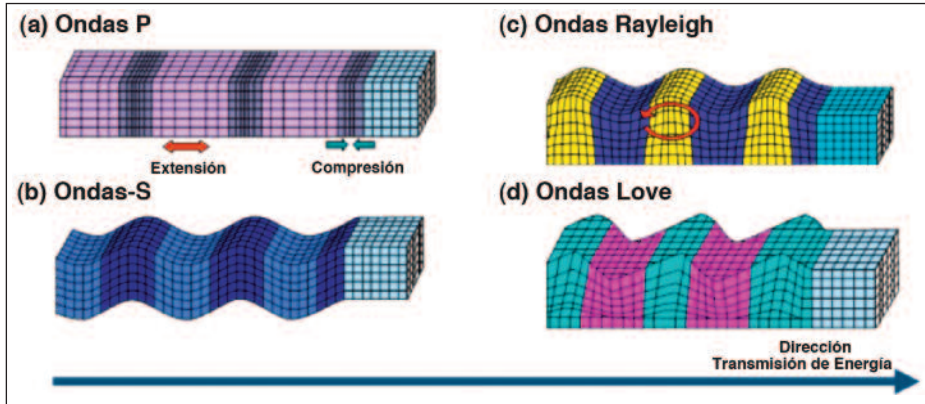 (a) Ondas P
Extensión
Compresión
(b) Ondas-S
(c) Ondas Rayleigh
(d) Ondas Love
Dirección
Transmisión de Energía